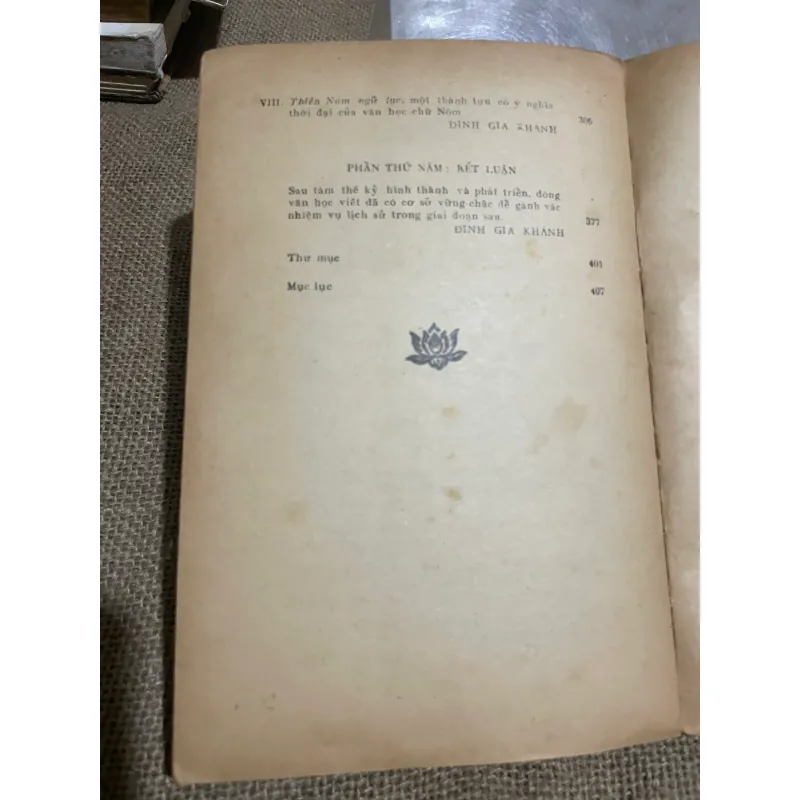 VIII. Thiên Nam ngữ lục, một thành tựu có ý nghĩa
thời đại của văn học chữ Nôm 306
ĐINH GIA KHÁNH
PHẦN THỨ NĂM : KẾT LUẬN
Sau tám thế kỷ hình thành và phát triển, dòng
văn học viết đã có cơ sở vững chắc để gánh vác
nhiệm vụ lịch sử trong giai đoạn sau. 377
ĐINH GIA KHÁNH
Thư mục 401
Mục lục 407